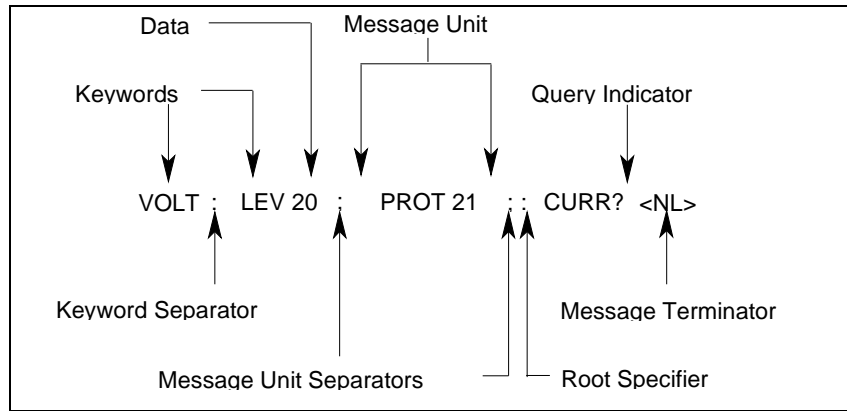 Data
Message Unit
Keywords
Query Indicator
VOLT : LEV 20 ; PROT 21 ; : CURR? <NL>
Keyword Separator
Message Terminator
Message Unit Separators
Root Specifier